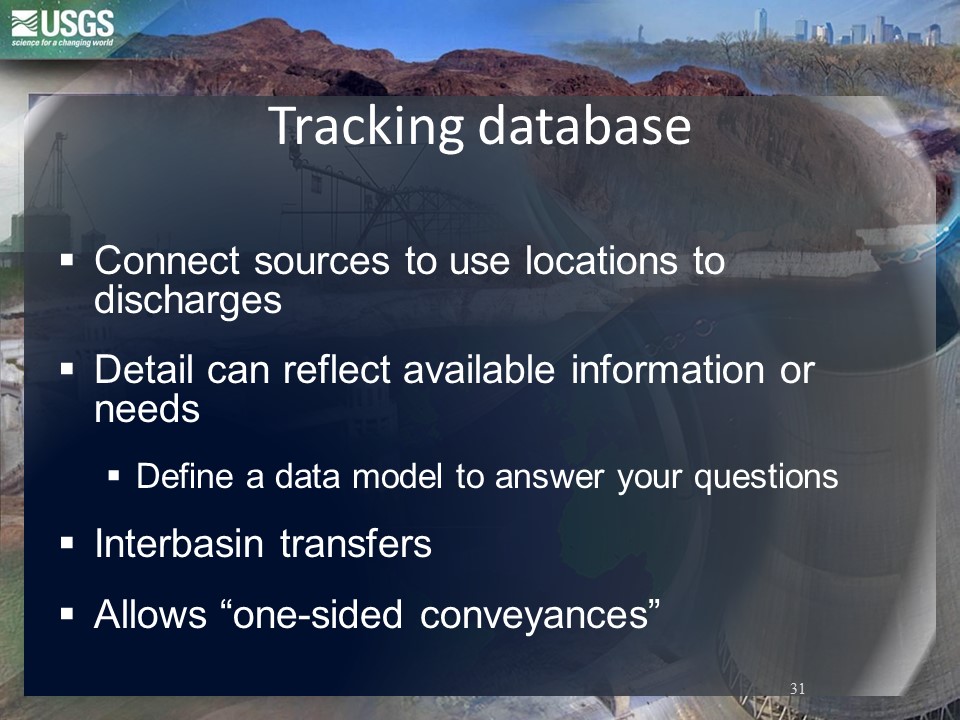 USGS
science for a changing world
Tracking database
▪ Connect sources to use locations to
discharges
▪ Detail can reflect available information or
needs
▪ Define a data model to answer your questions
▪ Interbasin transfers
▪ Allows “one-sided conveyances”
31